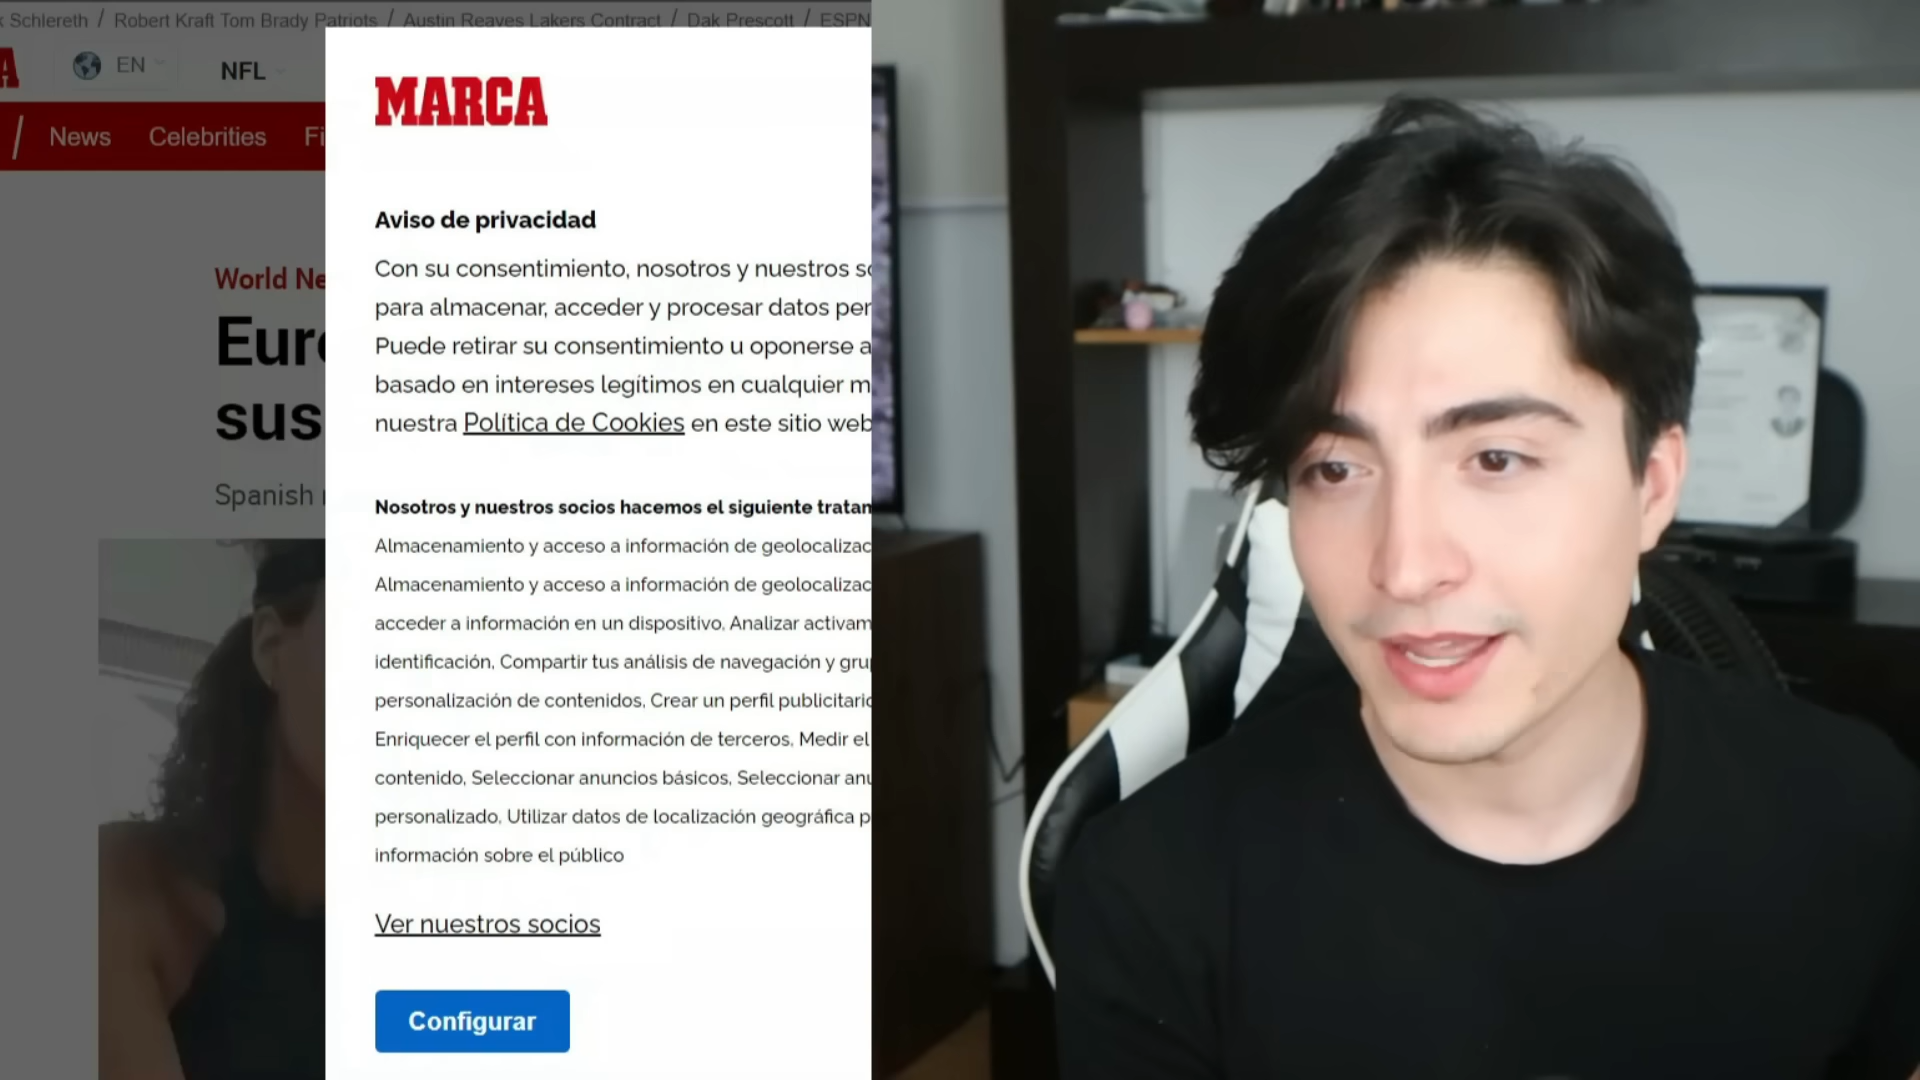 Schlereth / Robert Kraft Tom Brady Patriots / Austin Reaves Lakers Contract / Dak Prescott / ESPN
EN NFL
/ News Celebrities
World
MARCA
Aviso de privacidad
Con su consentimiento, nosotros y nuestros
para almacenar, acceder y procesar datos
Puede retirar su consentimiento u oponerse a
basado en intereses legítimos en cualquier
nuestra Política de Cookies en este sitio web
Nosotros y nuestros socios hacemos el siguiente
Almacenamiento y acceso a información de
Almacenamiento y acceso a información de
acceder a información en un dispositivo, Analizar
identificación, Compartir tus análisis de navegación y
personalización de contenidos, Crear un perfil
Enriquecer el perfil con información de terceros, Medir el
contenido, Seleccionar anuncios básicos, Seleccionar
personalizado, Utilizar datos de localización geográfica
información sobre el público
Ver nuestros socios
Configurar
sus
Spanish